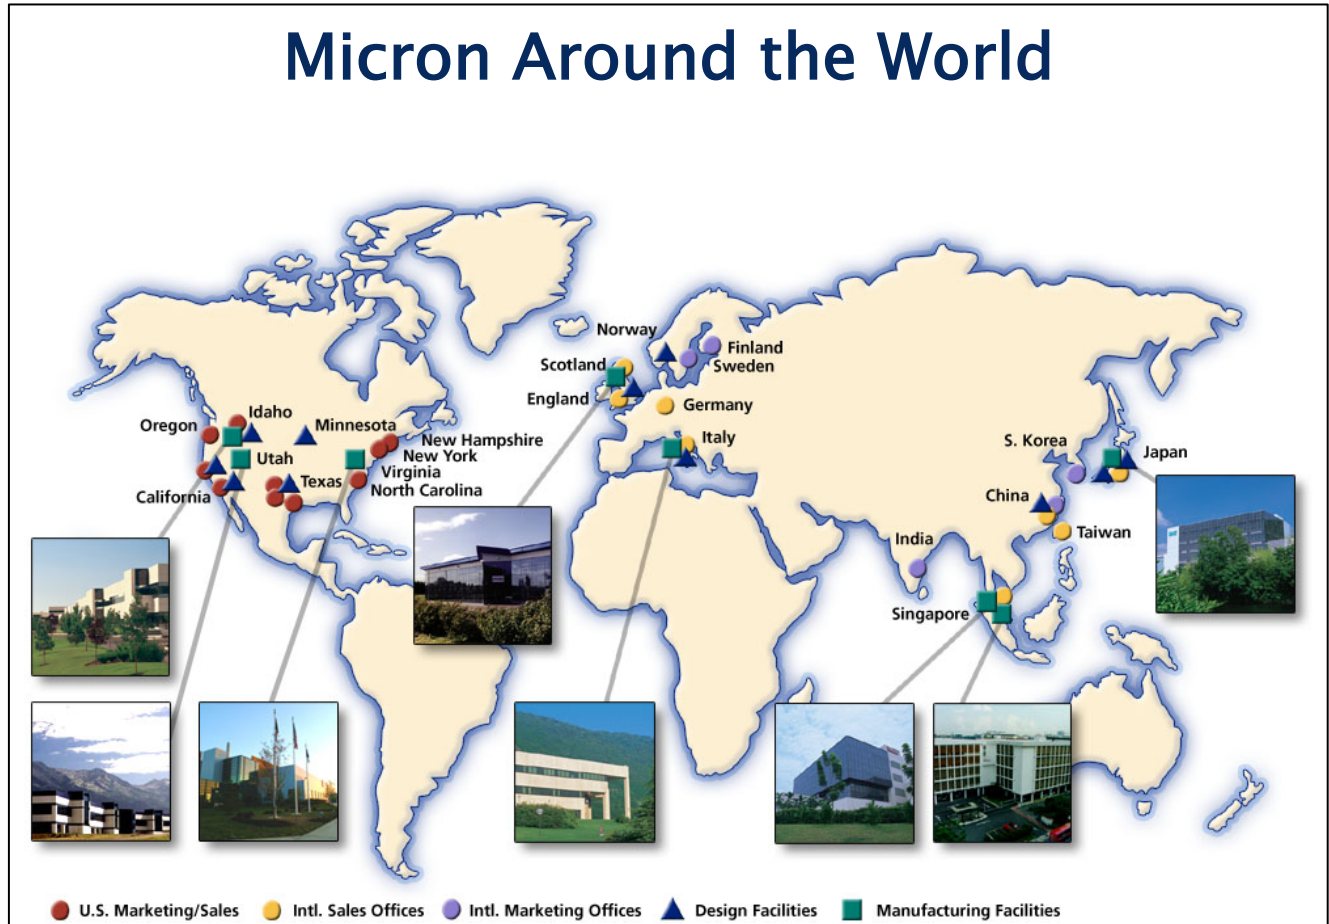 Micron Around the World
Norway
Finland
Sweden
Scotland
England
Germany
Idaho
Oregon
Minnesota
Italy
New Hampshire
New York
S. Korea
Japan
Utah
Virginia
Texas
North Carolina
California
China
Taiwan
India
Singapore
U.S. Marketing/Sales
Intl. Sales Offices
Intl. Marketing Offices
Design Facilities
Manufacturing Facilities